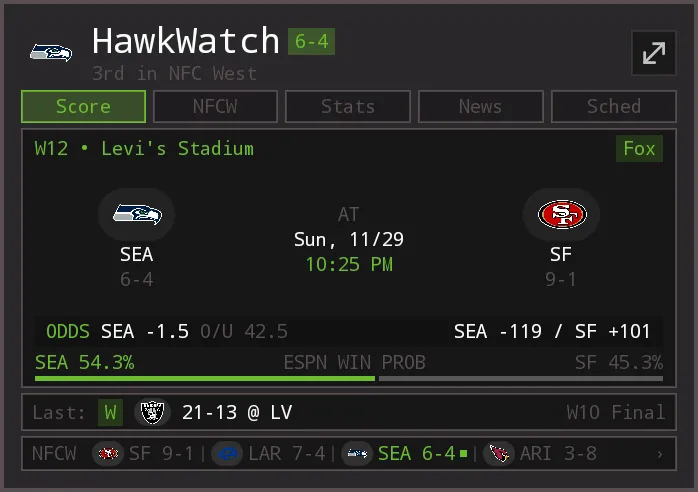 HawkWatch 6-4
3rd in NFC West
Score NFCW Stats News Sched
W12 • Levi's Stadium Fox
AT
Sun, 11/29
10:25 PM
SEA SF
6-4 9-1
ODDS SEA -1.5 O/U 42.5 SEA -119 / SF +101
SEA 54.3% ESPN WIN PROB SF 45.3%
Last: W 21-13 @ LV W10 Final
NFCW SF 9-1 | LAR 7-4 | SEA 6-4 | ARI 3-8 ›